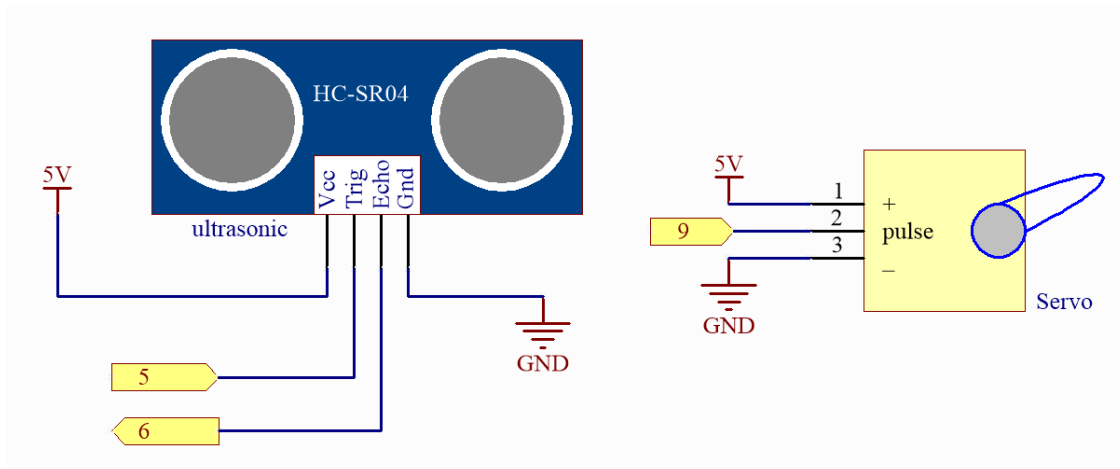 HC-SR04
Vcc
Trig
Echo
Gnd
ultrasonic
5V
GND
5
6
5V
1
+
9
2
pulse
3
–
GND
Servo